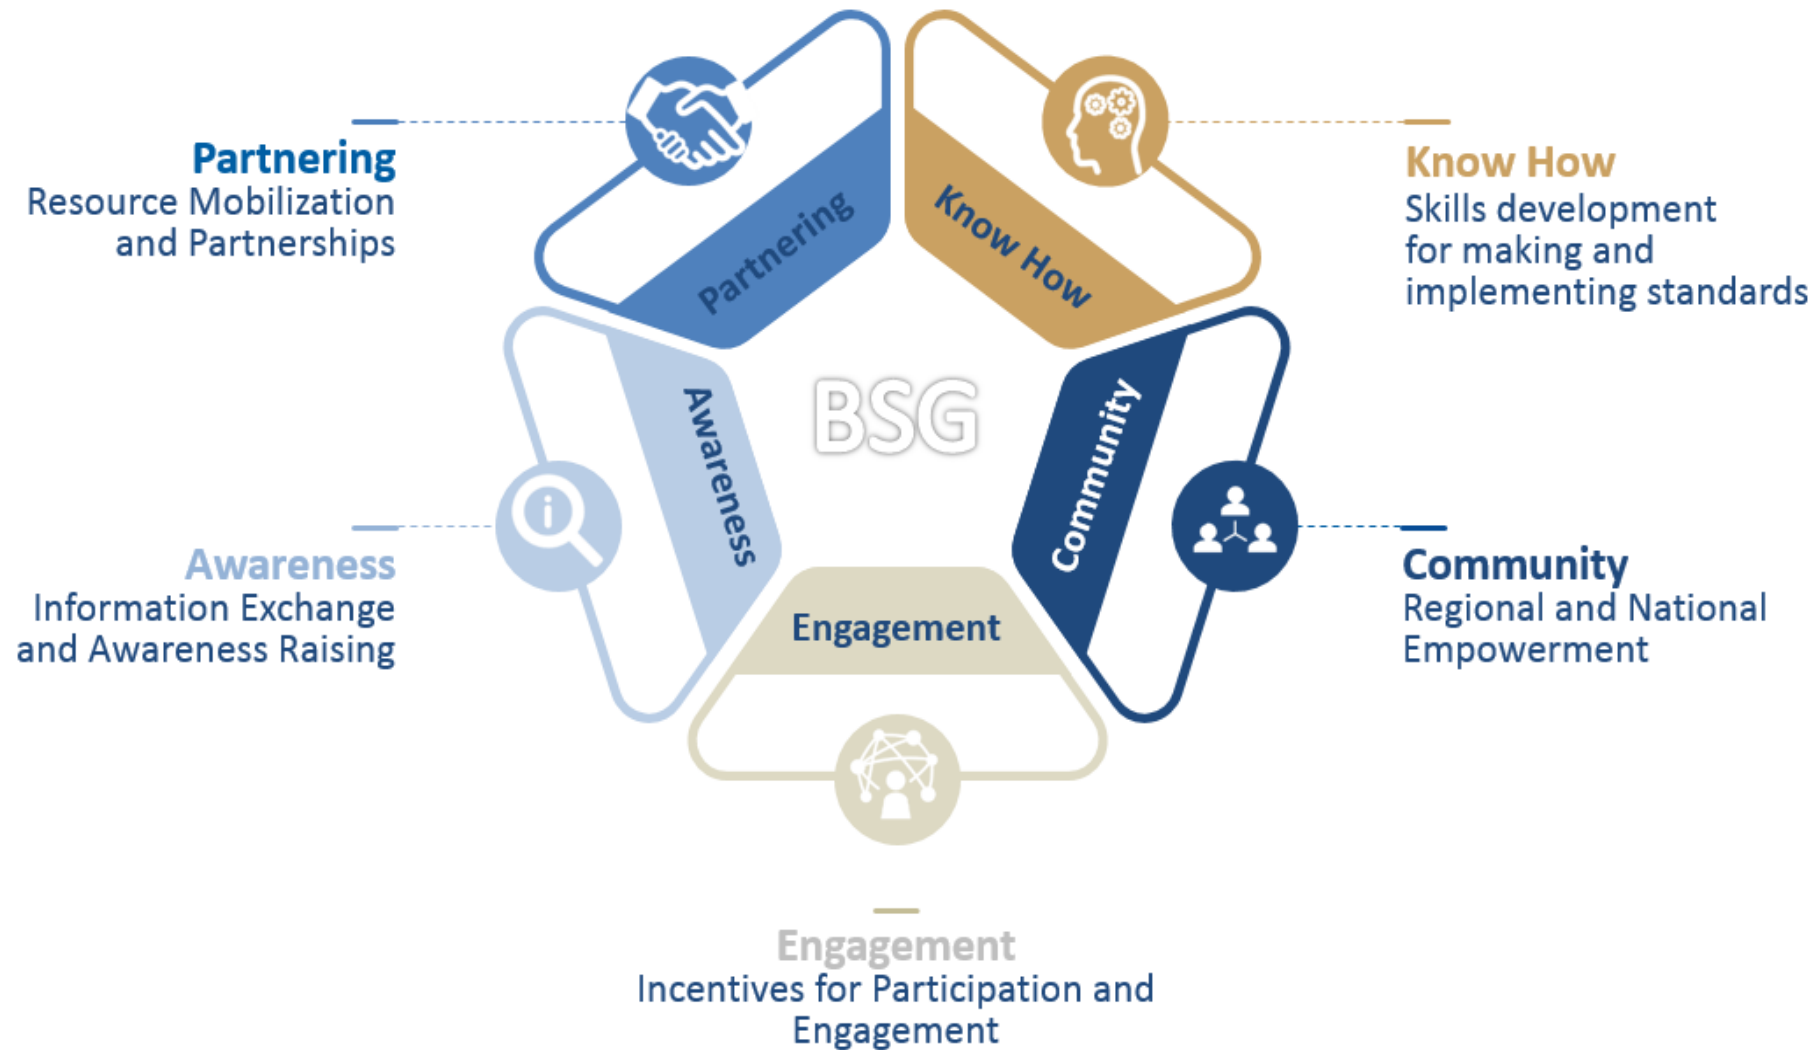 Partnering
Resource Mobilization
and Partnerships
Know How
Skills development
for making and
implementing standards
Partnering
Know How
BSG
Awareness
Community
Engagement
Awareness
Information Exchange
and Awareness Raising
Community
Regional and National
Empowerment
Engagement
Incentives for Participation and
Engagement